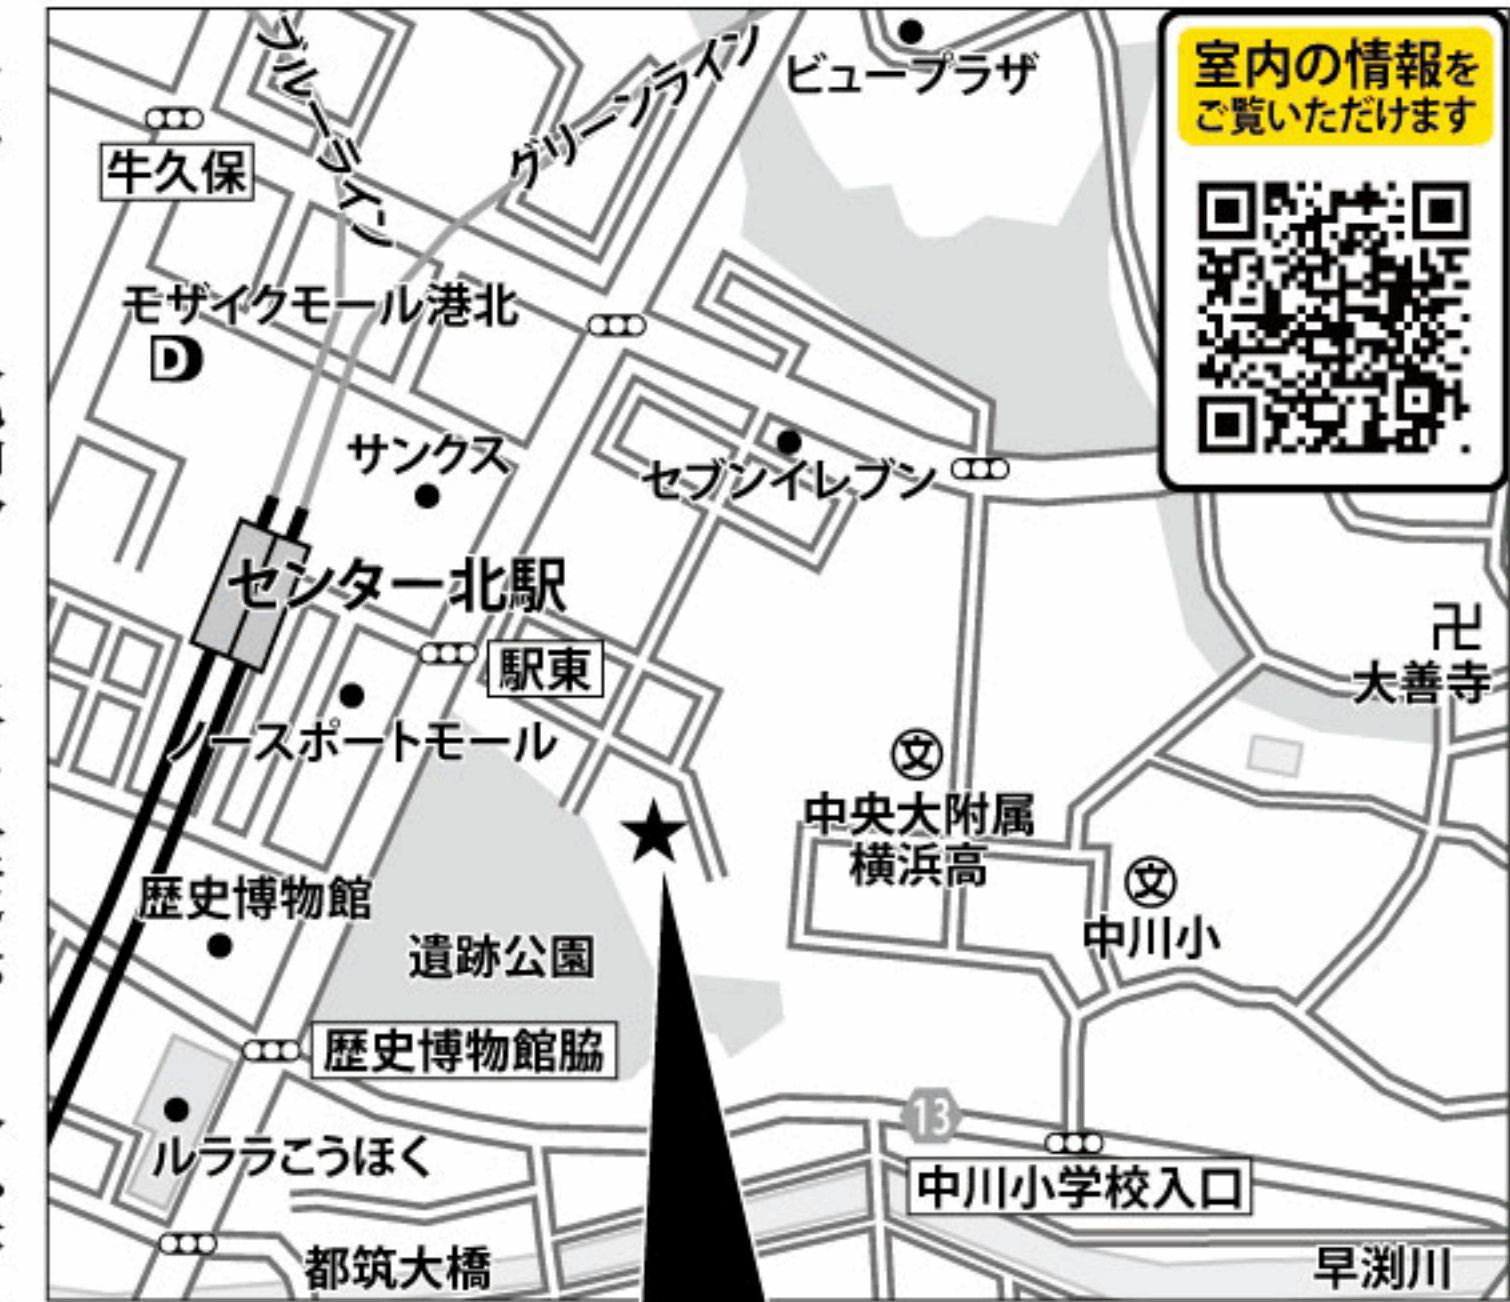 ブルーライン
グリーンライン
ビュープラザ
室内の情報を
ご覧いただけます
牛久保
モザイクモール港北
D
サンクス
セブンイレブン
センター北駅
駅東
卍
大善寺
ノースポートモール
文
中央大附属
横浜高
文
中川小
歴史博物館
遺跡公園
歴史博物館脇
ルララこうほく
13
中川小学校入口
都筑大橋
早渕川